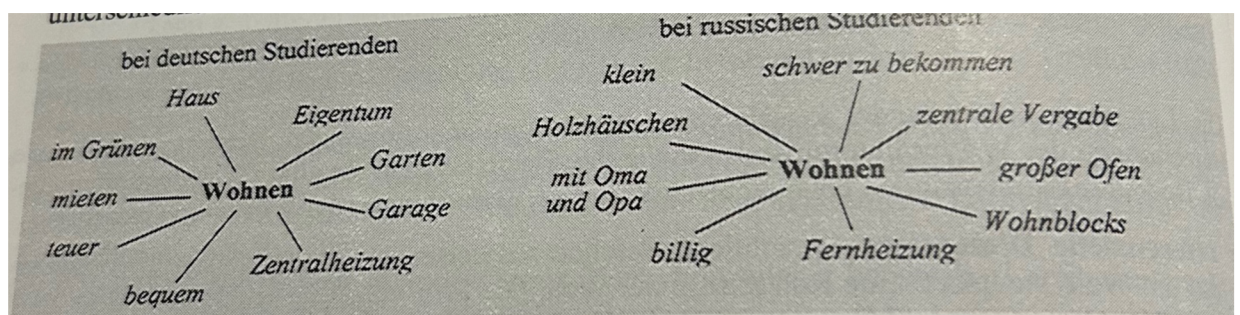 bei deutschen Studierenden
Haus
Eigentum
im Grünen
Garten
mieten
Wohnen
Garage
teuer
Zentralheizung
bequem
bei russischen Studierenden
klein
schwer zu bekommen
Holzhäuschen
zentrale Vergabe
mit Oma
und Opa
Wohnen
großer Ofen
Wohnblocks
billig
Fernheizung